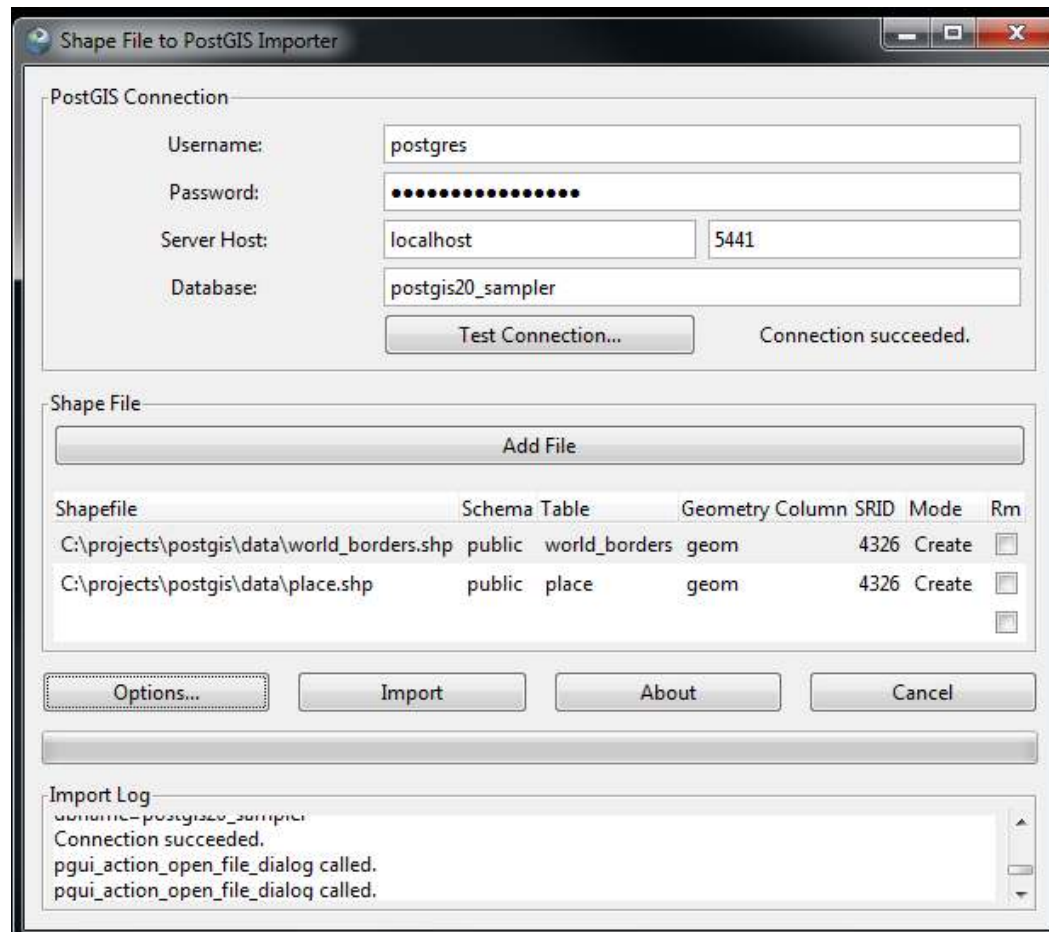 Shape File to PostGIS Importer
PostGIS Connection
Username: postgres
Password: ••••••••••••••••
Server Host: localhost 5441
Database: postgis20_sampler
Test Connection... Connection succeeded.
Shape File
Add File
Shapefile Schema Table Geometry Column SRID Mode Rm
C:\projects\postgis\data\world_borders.shp public world_borders geom 4326 Create
C:\projects\postgis\data\place.shp public place geom 4326 Create
Options... Import About Cancel
Import Log
dbname=postgis20_sampler
Connection succeeded.
pgui_action_open_file_dialog called.
pgui_action_open_file_dialog called.